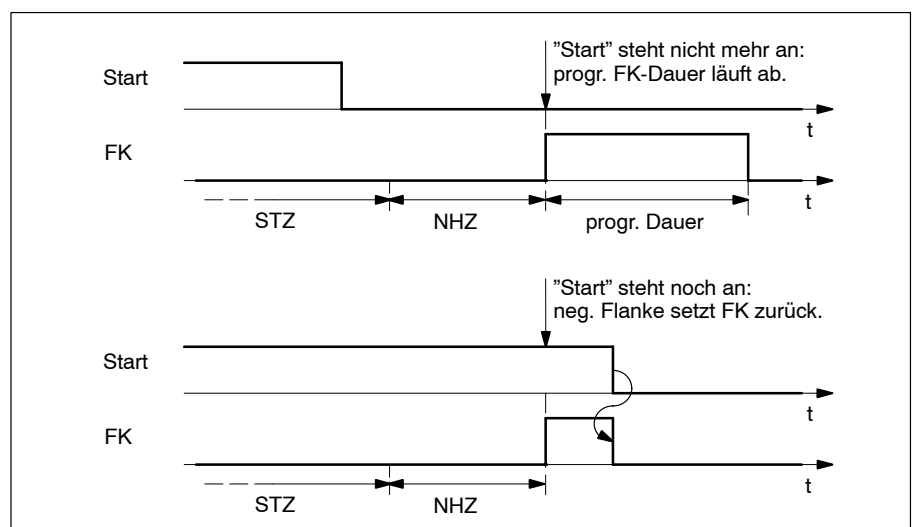 "Start" steht nicht mehr an:
progr. FK-Dauer läuft ab.
Start
t
FK
t
STZ
NHZ
progr. Dauer
"Start" steht noch an:
neg. Flanke setzt FK zurück.
Start
t
FK
t
STZ
NHZ